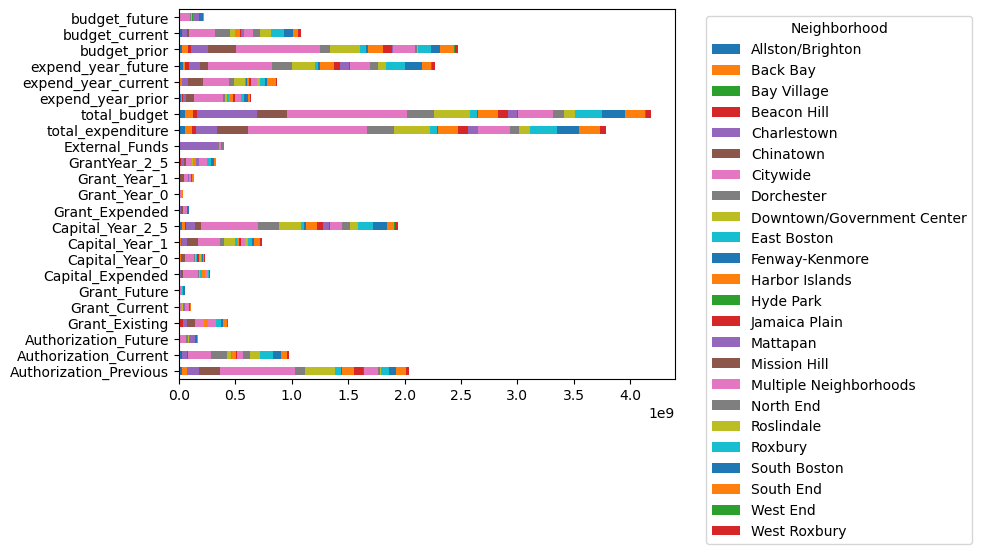 budget_future
budget_current
budget_prior
expend_year_future
expend_year_current
expend_year_prior
total_budget
total_expenditure
External_Funds
GrantYear_2_5
Grant_Year_1
Grant_Year_0
Grant_Expended
Capital_Year_2_5
Capital_Year_1
Capital_Year_0
Capital_Expended
Grant_Future
Grant_Current
Grant_Existing
Authorization_Future
Authorization_Current
Authorization_Previous
0.0 0.5 1.0 1.5 2.0 2.5 3.0 3.5 4.0
1e9
Neighborhood
Allston/Brighton
Back Bay
Bay Village
Beacon Hill
Charlestown
Chinatown
Citywide
Dorchester
Downtown/Government Center
East Boston
Fenway-Kenmore
Harbor Islands
Hyde Park
Jamaica Plain
Mattapan
Mission Hill
Multiple Neighborhoods
North End
Roslindale
Roxbury
South Boston
South End
West End
West Roxbury